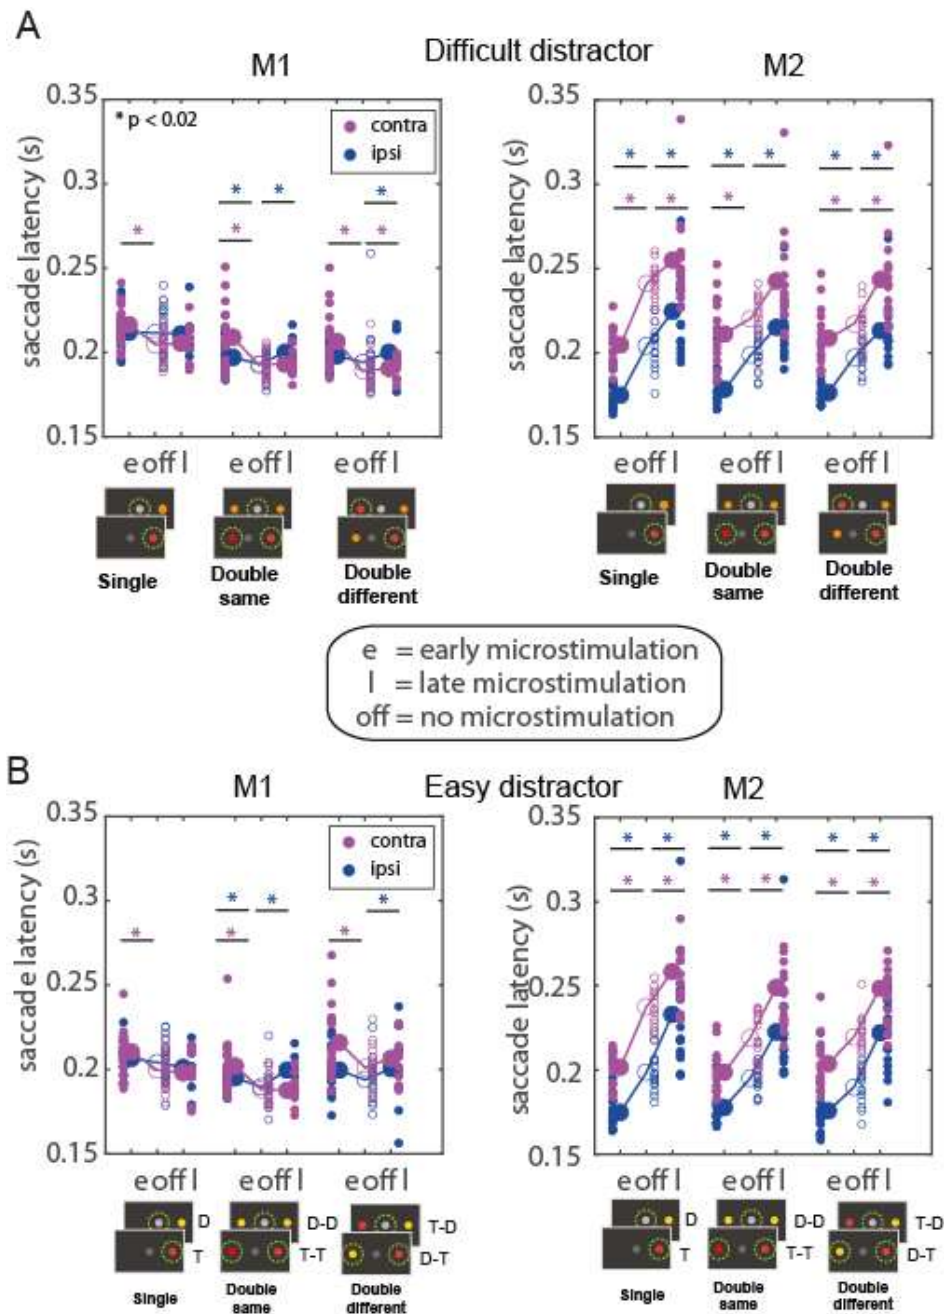 A
Difficult distractor
M1
M2
0.35
0.3
0.25
0.2
0.15
saccade latency (s)
* p < 0.02
contra
ipsi
* * * * * * *
e off l
e off l
e off l
Single
Double
same
Double
different
0.35
0.3
0.25
0.2
0.15
saccade latency (s)
* * * * * *
* * * * *
e off l
e off l
e off l
Single
Double
same
Double
different
e = early microstimulation
l = late microstimulation
off = no microstimulation
B
Easy distractor
M1
M2
0.35
0.3
0.25
0.2
0.15
saccade latency (s)
contra
ipsi
* * *
* * *
e off l
e off l
e off l
D
T
D-D
T-T
T-D
D-T
Single
Double
same
Double
different
0.35
0.3
0.25
0.2
0.15
saccade latency (s)
* * * * * *
* * * * * *
e off l
e off l
e off l
D
T
D-D
T-T
T-D
D-T
Single
Double
same
Double
different